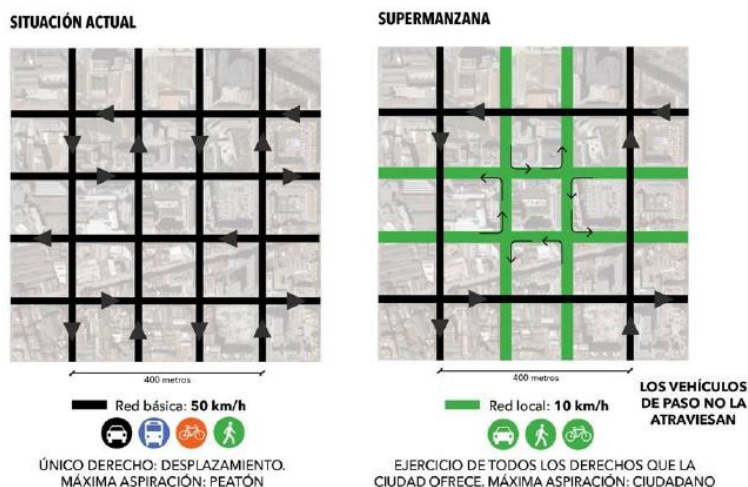 SITUACIÓN ACTUAL
400 metros
Red básica: 50 km/h
ÚNICO DERECHO: DESPLAZAMIENTO.
MÁXIMA ASPIRACIÓN: PEATÓN
SUPERMANZANA
400 metros
Red local: 10 km/h
LOS VEHÍCULOS
DE PASO NO LA
ATRAVIESAN
EJERCICIO DE TODOS LOS DERECHOS QUE LA
CIUDAD OFRECE. MÁXIMA ASPIRACIÓN: CIUDADANO